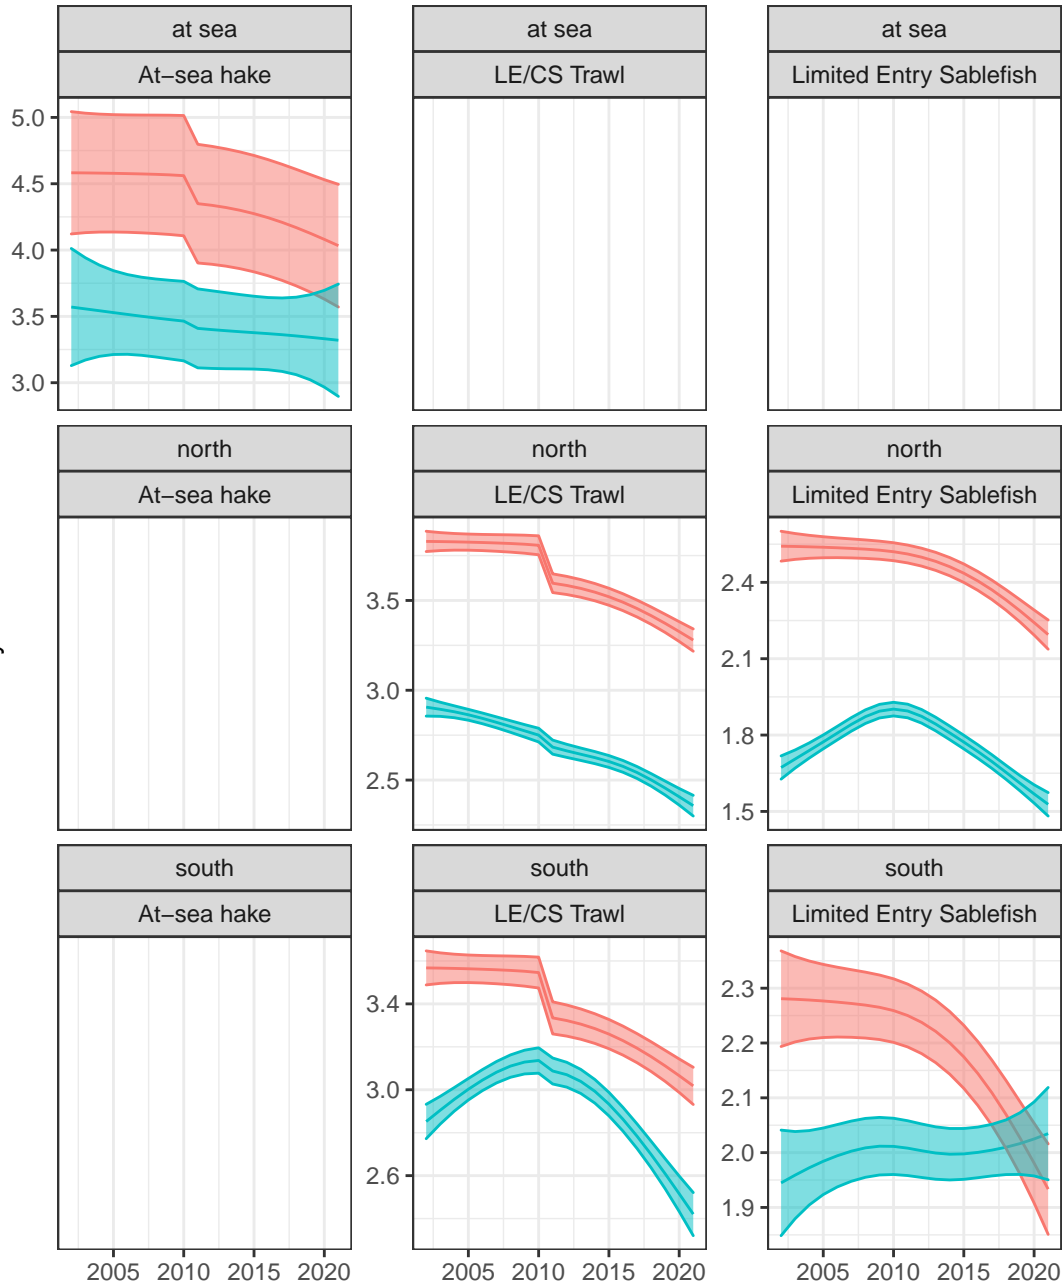 at sea
at sea
at sea
At−sea hake
LE/CS Trawl
Limited Entry Sablefish
5.0
4.5
4.0
3.5
3.0
north
north
north
At−sea hake
LE/CS Trawl
Limited Entry Sablefish
3.5
3.0
2.5
2.4
2.1
1.8
1.5
south
south
south
At−sea hake
LE/CS Trawl
Limited Entry Sablefish
3.4
3.0
2.6
2.3
2.2
2.1
2.0
1.9
2005 2010 2015 2020
2005 2010 2015 2020
2005 2010 2015 2020